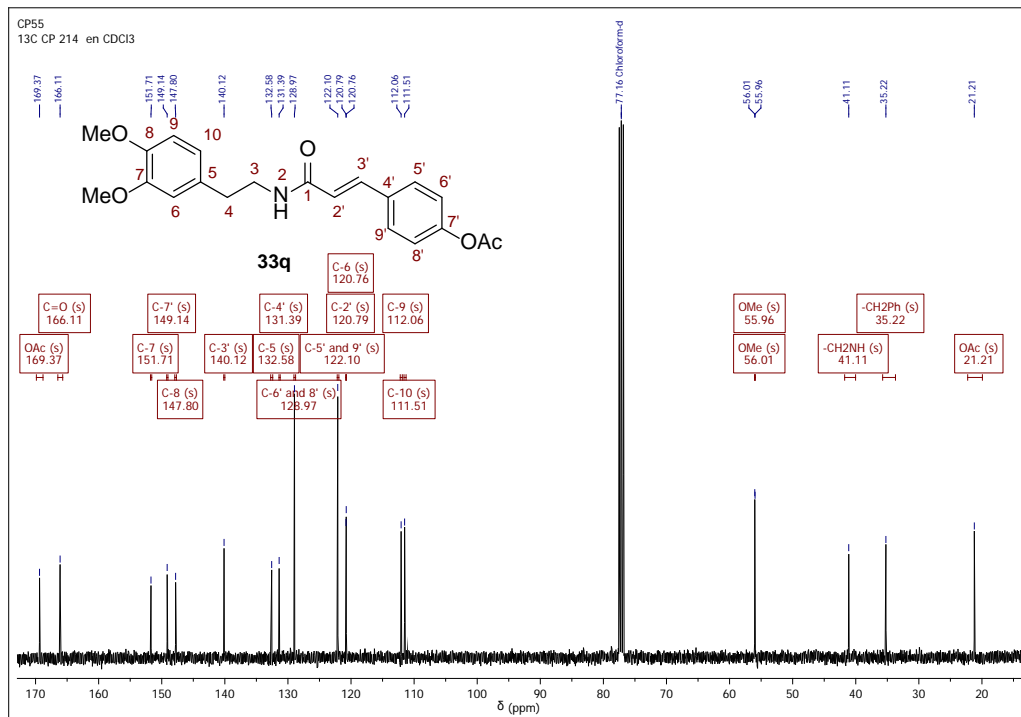 CP55
13C CP 214 en CDCl3
169.37
166.11
151.71
149.14
147.80
140.12
132.58
131.39
128.97
122.10
120.79
120.76
112.06
111.51
77.16 Chloroform-d
56.01
55.96
41.11
35.22
21.21
MeO
8
9
10
7
MeO
6
5
4
3
2
N
H
O
1
2'
3'
4'
5'
6'
7'
9'
8'
OAc
33q
C-6 (s)
120.76
C=O (s)
166.11
C-7' (s)
149.14
C-4' (s)
131.39
C-2' (s)
120.79
C-9 (s)
112.06
OMe (s)
55.96
-CH2Ph (s)
35.22
OAc (s)
169.37
C-7 (s)
151.71
C-3' (s)
140.12
C-5 (s)
132.58
C-5' and 9' (s)
122.10
OMe (s)
56.01
-CH2NH (s)
41.11
OAc (s)
21.21
C-8 (s)
147.80
C-6' and 8' (s)
128.97
C-10 (s)
111.51
170 160 150 140 130 120 110 100 90 80 70 60 50 40 30 20
δ (ppm)